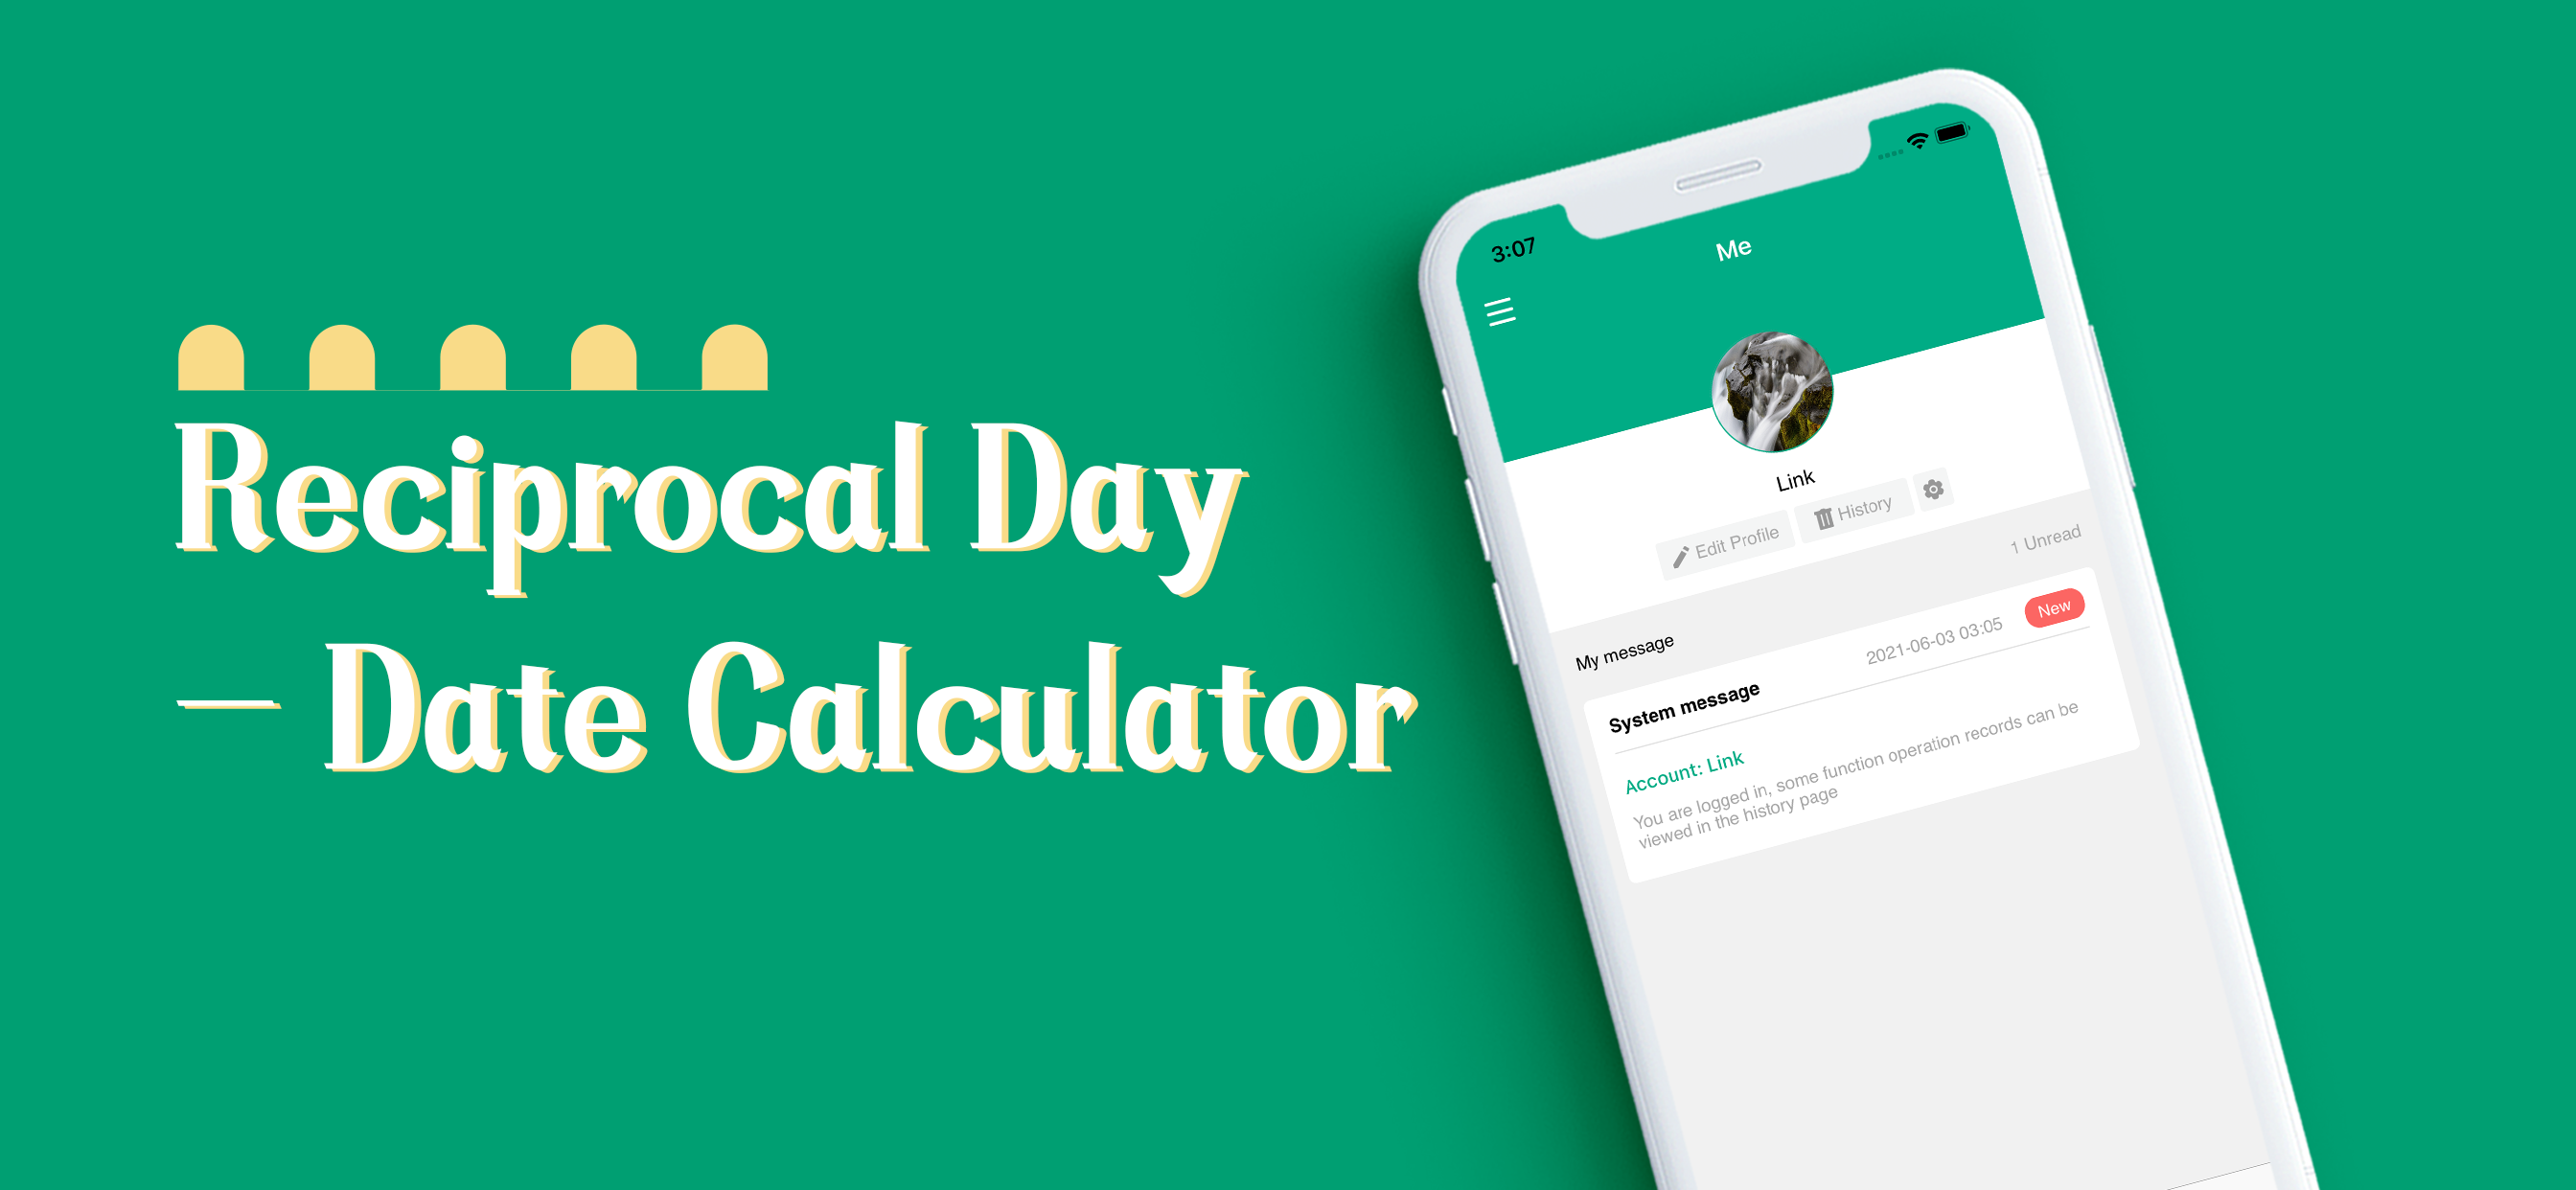 Reciprocal Day
— Date Calculator
3:07
Me
Link
Edit Profile
History
1 Unread
My message
System message
2021-06-03 03:05
New
Account: Link
You are logged in, some function operation records can be
viewed in the history page